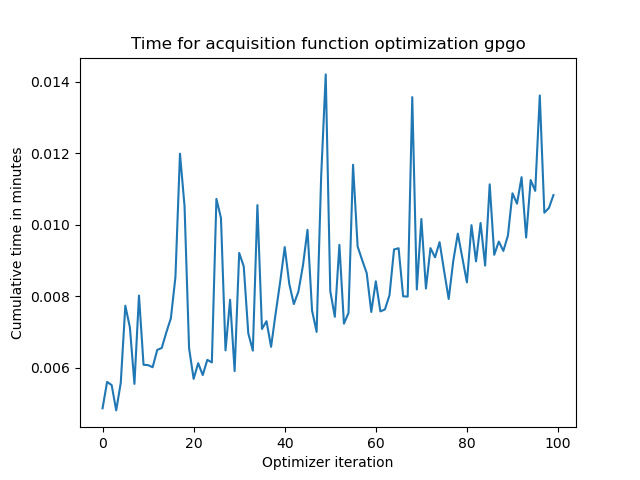 Time for acquisition function optimization gpgo
0.014
0.012
0.010
0.008
0.006
Cumulative time in minutes
0 20 40 60 80 100
Optimizer iteration